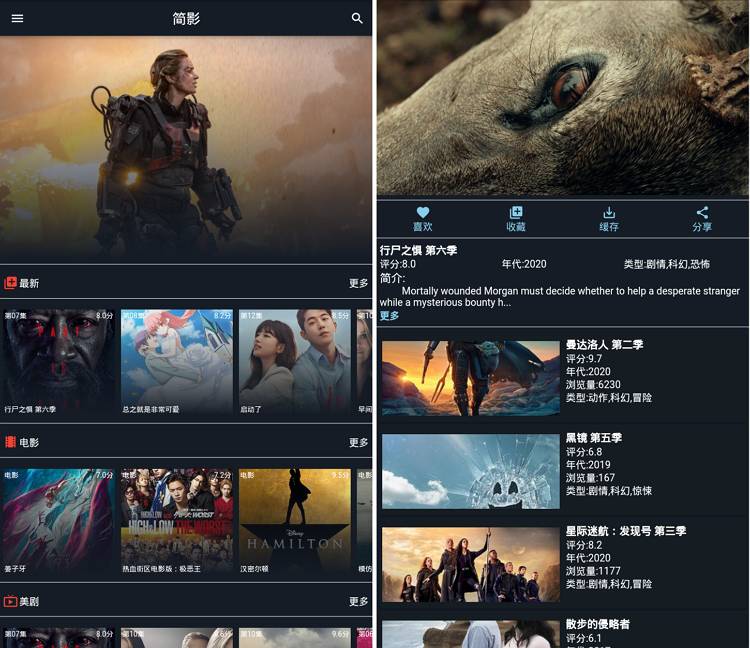 简影
最新
更多
第07集
8.0分
第08集
8.2分
第12集
8.5分
第10
行尸之惧 第六季
总之就是非常可爱
启动了
早间
电影
更多
电影
7.0分
电影
7.2分
电影
9.5分
电影
HIGH&LOW THE WORST
Disney
HAMILTON
姜子牙
热血街区电影版：极恶王
汉密尔顿
模仿
美剧
更多
第07集
8.0分
第10集
9.6分
第10集
9.6分
喜欢
收藏
缓存
分享
行尸之惧 第六季
评分:8.0
年代:2020
类型:剧情,科幻,恐怖
简介:
Mortally wounded Morgan must decide whether to help a desperate stranger
while a mysterious bounty h...
更多
曼达洛人 第二季
评分:9.7
年代:2020
浏览量:6230
类型:动作,科幻,冒险
黑镜 第五季
评分:6.8
年代:2019
浏览量:167
类型:剧情,科幻,惊悚
星际迷航：发现号 第三季
评分:8.2
年代:2020
浏览量:1177
类型:剧情,科幻,冒险
散步的侵略者
评分:6.1